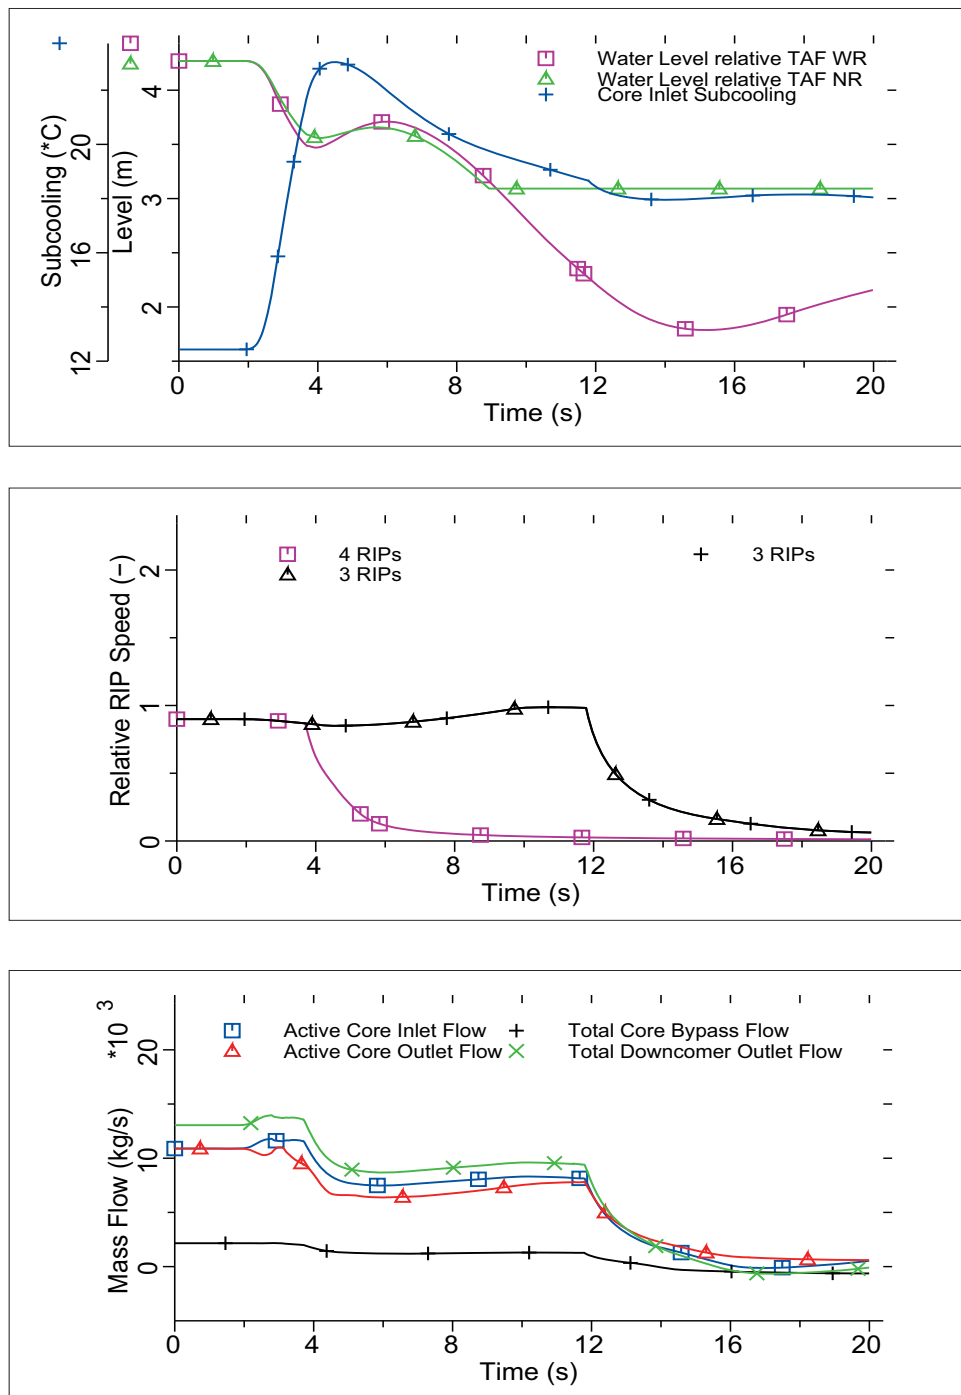 Water Level relative TAF WR
Water Level relative TAF NR
Core Inlet Subcooling
Subcooling (*C)
12
16
20
Level (m)
2
3
4
0 4 8 12 16 20
Time (s)
4 RIPs
3 RIPs
3 RIPs
Relative RIP Speed (−)
0
1
2
0 4 8 12 16 20
Time (s)
Active Core Inlet Flow
Active Core Outlet Flow
Total Core Bypass Flow
Total Downcomer Outlet Flow
*10 3
Mass Flow (kg/s)
0
10
20
0 4 8 12 16 20
Time (s)